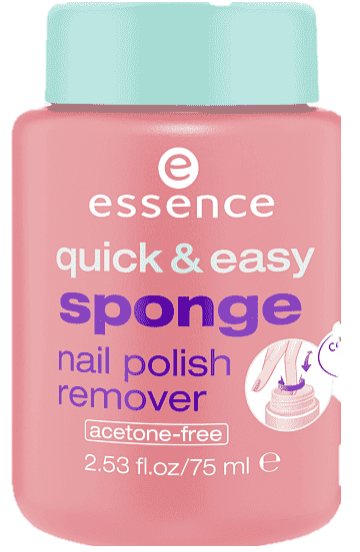 e
essence
quick & easy
sponge
nail polish
remover
acetone-free
2.53 fl.oz/75 ml ℮